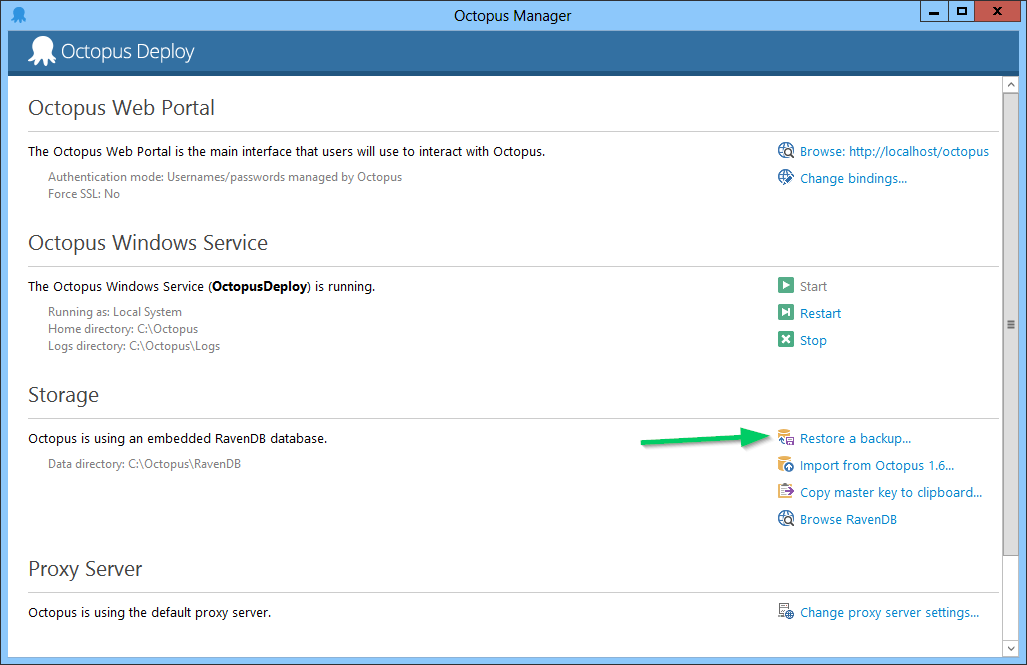 Octopus Manager
Octopus Deploy
Octopus Web Portal
The Octopus Web Portal is the main interface that users will use to interact with Octopus.
Browse: http://localhost/octopus
Authentication mode: Usernames/passwords managed by Octopus
Change bindings...
Force SSL: No
Octopus Windows Service
The Octopus Windows Service (OctopusDeploy) is running.
Start
Running as: Local System
Restart
Home directory: C:\Octopus
Logs directory: C:\Octopus\Logs
Stop
Storage
Octopus is using an embedded RavenDB database.
Restore a backup...
Data directory: C:\Octopus\RavenDB
Import from Octopus 1.6...
Copy master key to clipboard...
Browse RavenDB
Proxy Server
Octopus is using the default proxy server.
Change proxy server settings...